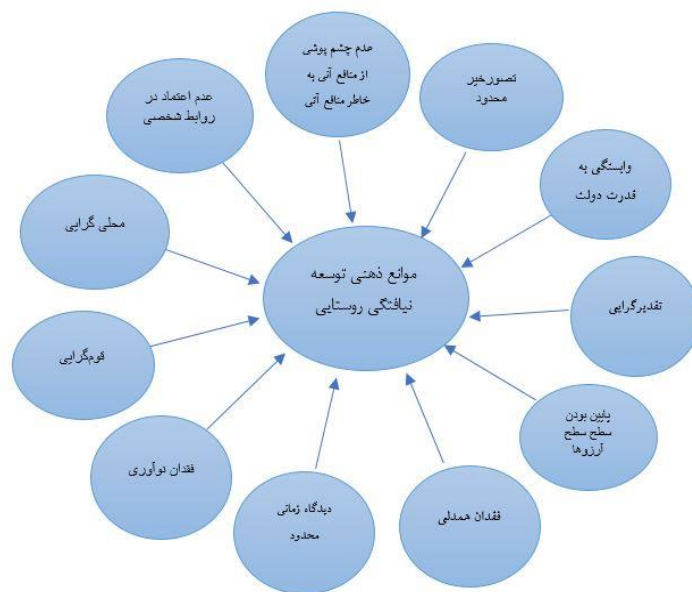 عدم چشم پوشی
از منافع آنی به
خاطر منافع آتی
تصورخیر
محدود
وابستگی به
قدرت دولت
تقدیرگرایی
پایین بودن
سطح سطح
آرزوها
فقدان همدلی
دیدگاه زمانی
محدود
فقدان نوآوری
قوم‌گرایی
محلی گرایی
عدم اعتماد در
روابط شخصی
موانع ذهنی توسعه
نیافتگی روستایی